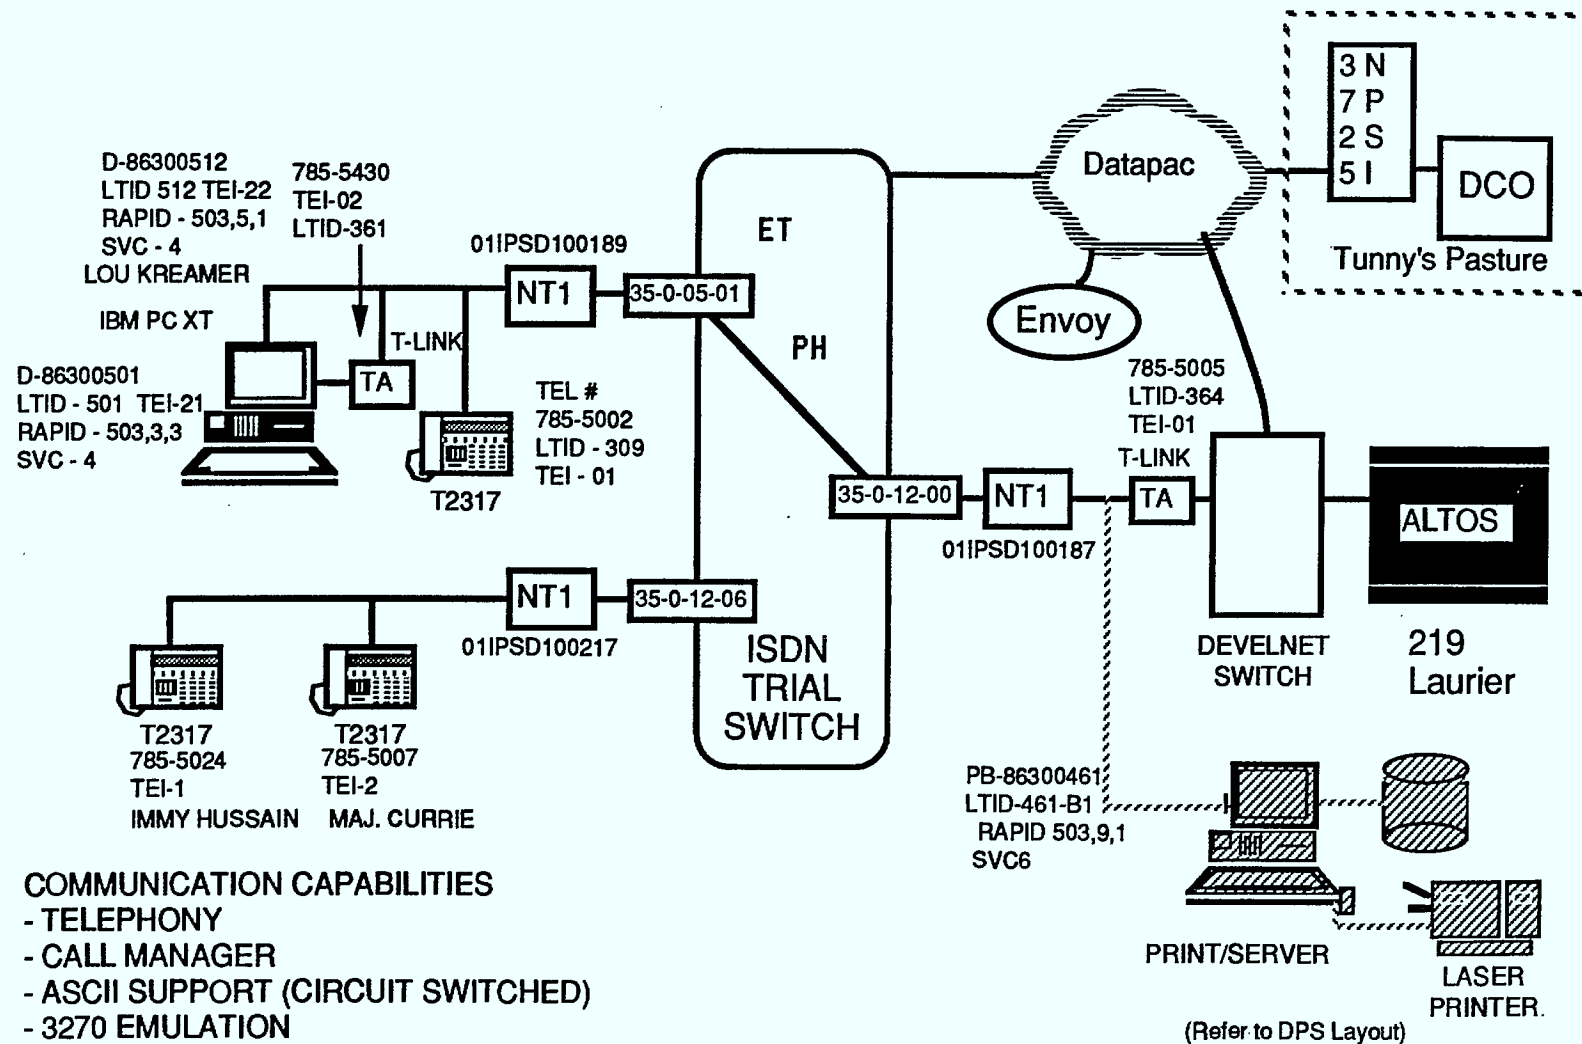 D-86300512
LTID 512 TEI-22
RAPID - 503,5,1
SVC - 4
LOU KREAMER
785-5430
TEI-02
LTID-361
IBM PC XT
T-LINK
TA
D-86300501
LTID - 501 TEI-21
RAPID - 503,3,3
SVC - 4
T2317
TEL #
785-5002
LTID - 309
TEI - 01
01IPSD100189
NT1
35-0-05-01
ET
PH
ISDN
TRIAL
SWITCH
35-0-12-00
35-0-12-06
NT1
01IPSD100217
T2317
785-5024
TEI-1
IMMY HUSSAIN
T2317
785-5007
TEI-2
MAJ. CURRIE
Datapac
Envoy
3 N
7 P
2 S
5 I
DCO
Tunny's Pasture
785-5005
LTID-364
TEI-01
T-LINK
NT1
TA
01IPSD100187
ALTOS
DEVELNET
SWITCH
219
Laurier
PB-86300461
LTID-461-B1
RAPID 503,9,1
SVC6
PRINT/SERVER
LASER
PRINTER.
(Refer to DPS Layout)
COMMUNICATION CAPABILITIES
- TELEPHONY
- CALL MANAGER
- ASCII SUPPORT (CIRCUIT SWITCHED)
- 3270 EMULATION